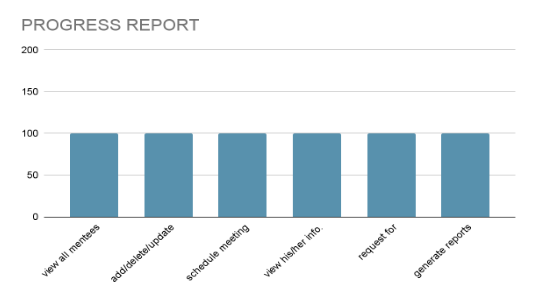 PROGRESS REPORT
200
150
100
50
0
view all mentees
add/delete/update
schedule meeting
view his/her info.
request for
generate reports